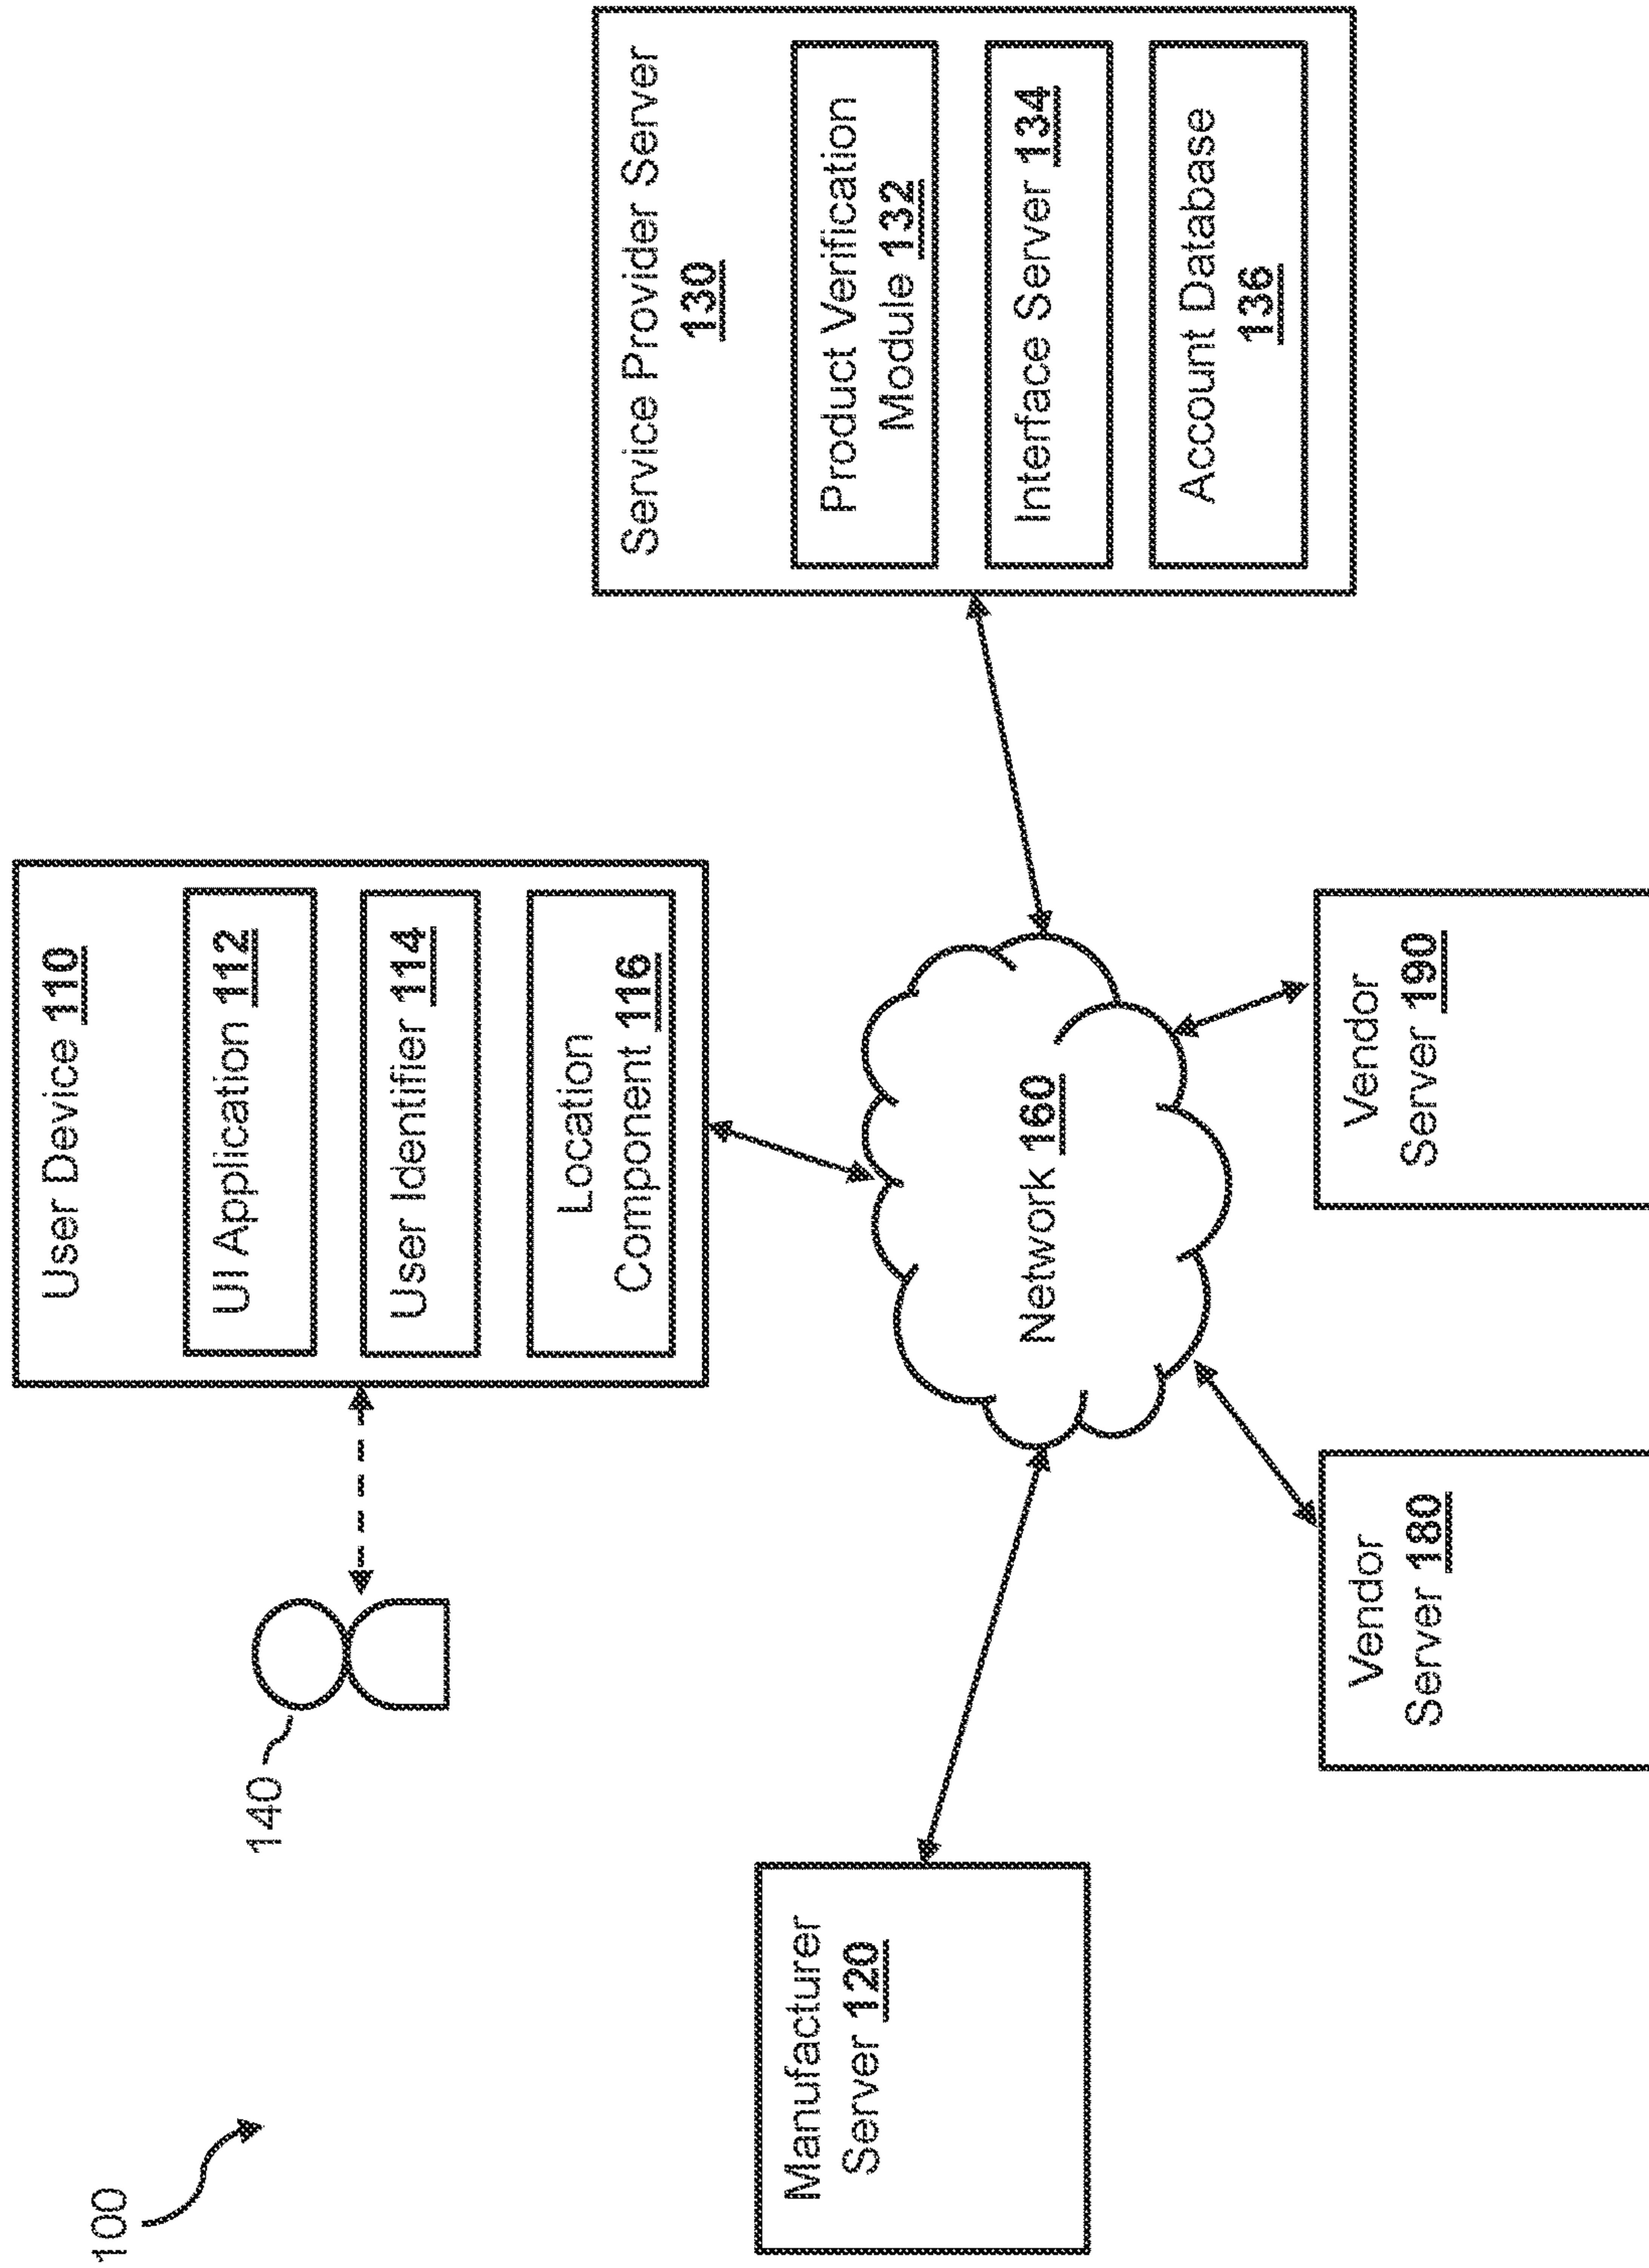 100
140
User Device 110
UI Application 112
User Identifier 114
Location
Component 116
Manufacturer
Server 120
Network 160
Service Provider Server
130
Product Verification
Module 132
Interface Server 134
Account Database
136
Vendor
Server 180
Vendor
Server 190